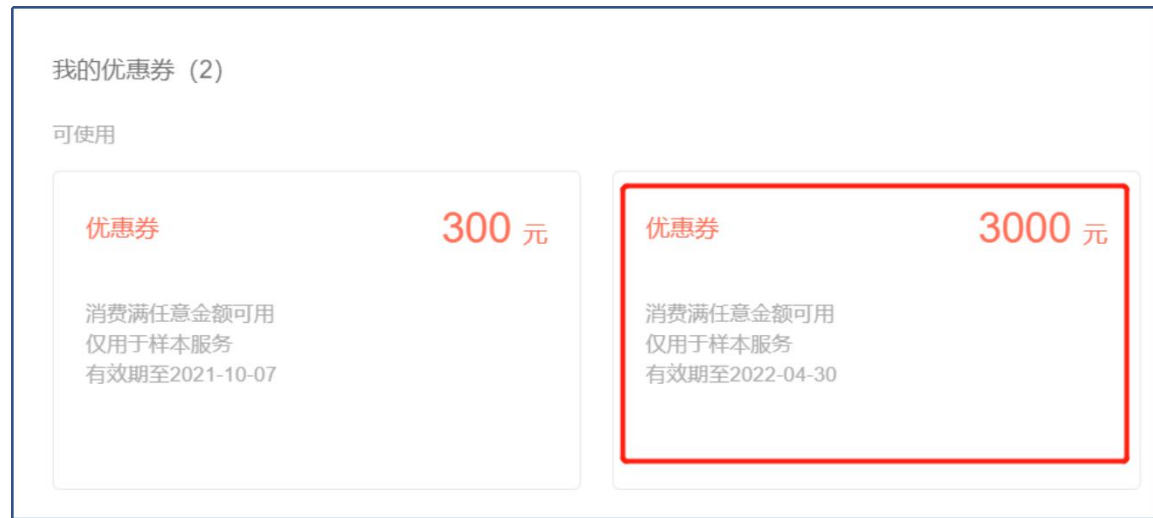 我的优惠券 (2)
可使用
优惠券 300 元
消费满任意金额可用
仅用于样本服务
有效期至2021-10-07
优惠券 3000 元
消费满任意金额可用
仅用于样本服务
有效期至2022-04-30